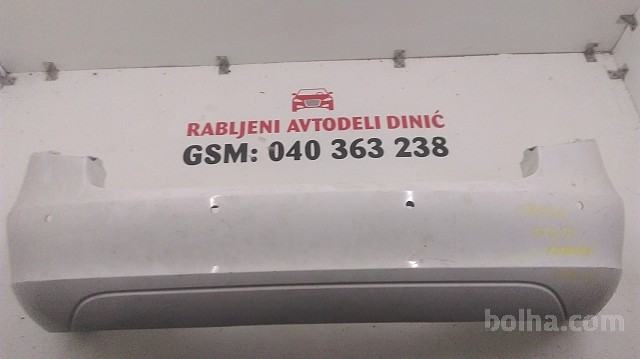 RABLJENI AVTODELI DINIĆ
GSM: 040 363 238
bolha.com